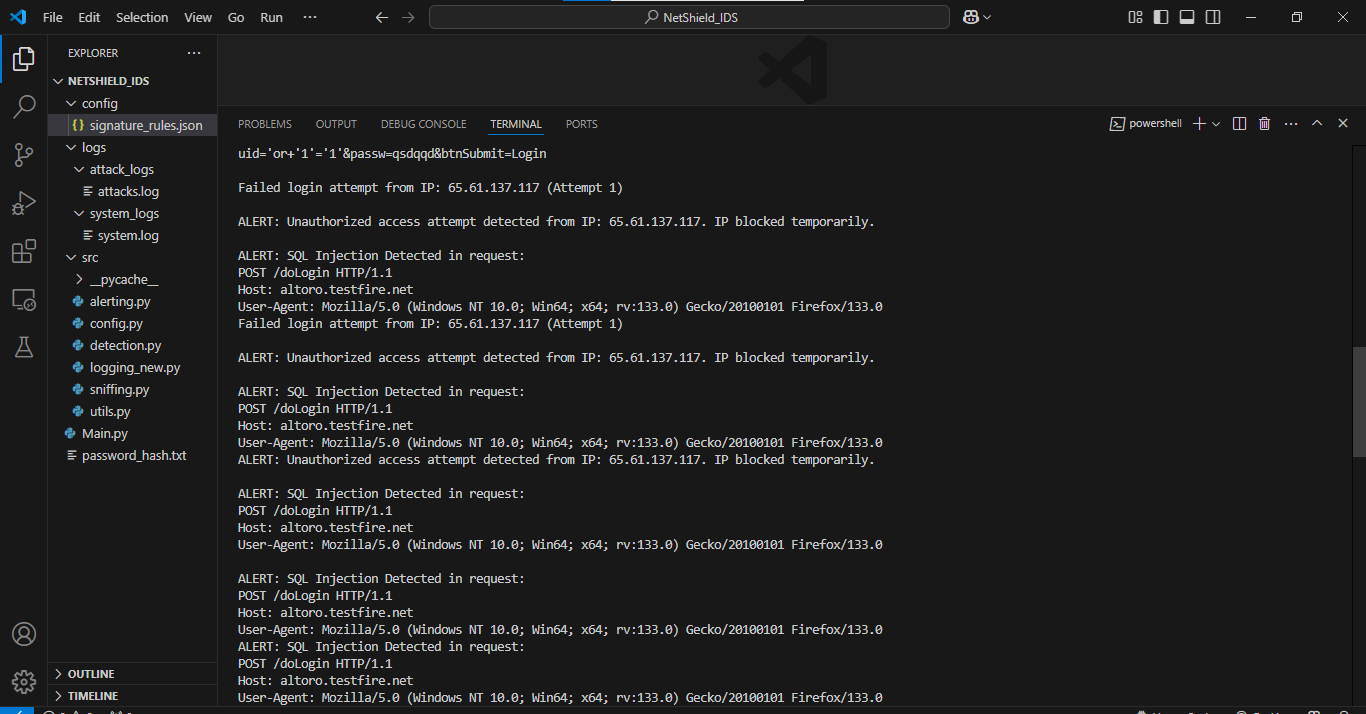 File Edit Selection View Go Run ··· NetShield_IDS
EXPLORER
NETSHIELD_IDS
config
{} signature_rules.json
logs
attack_logs
attacks.log
system_logs
system.log
src
__pycache__
alerting.py
config.py
detection.py
logging_new.py
sniffing.py
utils.py
Main.py
password_hash.txt
OUTLINE
TIMELINE
PROBLEMS OUTPUT DEBUG CONSOLE TERMINAL PORTS powershell
uid='or+'1'='1'&passw=qsdqqd&btnSubmit=Login
Failed login attempt from IP: 65.61.137.117 (Attempt 1)
ALERT: Unauthorized access attempt detected from IP: 65.61.137.117. IP blocked temporarily.
ALERT: SQL Injection Detected in request:
POST /doLogin HTTP/1.1
Host: altoro.testfire.net
User-Agent: Mozilla/5.0 (Windows NT 10.0; Win64; x64; rv:133.0) Gecko/20100101 Firefox/133.0
Failed login attempt from IP: 65.61.137.117 (Attempt 1)
ALERT: Unauthorized access attempt detected from IP: 65.61.137.117. IP blocked temporarily.
ALERT: SQL Injection Detected in request:
POST /doLogin HTTP/1.1
Host: altoro.testfire.net
User-Agent: Mozilla/5.0 (Windows NT 10.0; Win64; x64; rv:133.0) Gecko/20100101 Firefox/133.0
ALERT: Unauthorized access attempt detected from IP: 65.61.137.117. IP blocked temporarily.
ALERT: SQL Injection Detected in request:
POST /doLogin HTTP/1.1
Host: altoro.testfire.net
User-Agent: Mozilla/5.0 (Windows NT 10.0; Win64; x64; rv:133.0) Gecko/20100101 Firefox/133.0
ALERT: SQL Injection Detected in request:
POST /doLogin HTTP/1.1
Host: altoro.testfire.net
User-Agent: Mozilla/5.0 (Windows NT 10.0; Win64; x64; rv:133.0) Gecko/20100101 Firefox/133.0
ALERT: SQL Injection Detected in request:
POST /doLogin HTTP/1.1
Host: altoro.testfire.net
User-Agent: Mozilla/5.0 (Windows NT 10.0; Win64; x64; rv:133.0) Gecko/20100101 Firefox/133.0